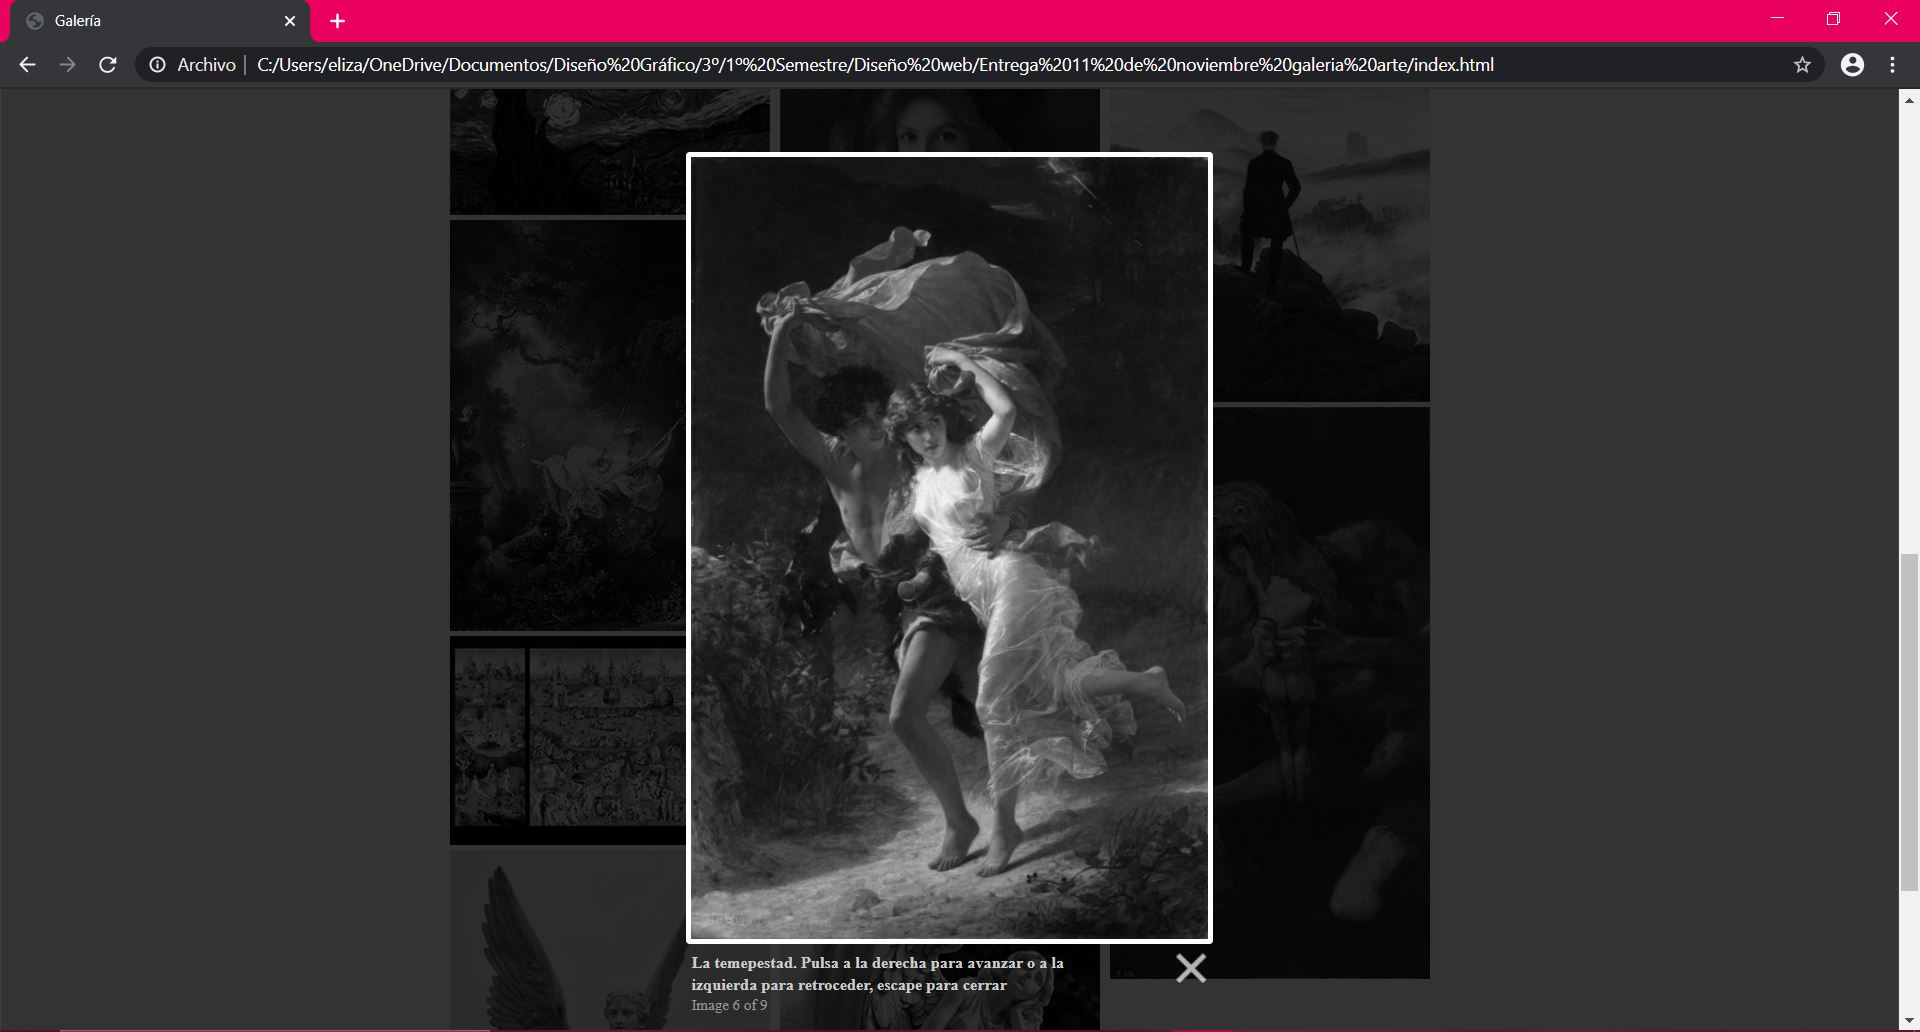 Galería
Archivo | C:/Users/eliza/OneDrive/Documentos/Diseño%20Gráfico/3º/1º%20Semestre/Diseño%20web/Entrega%2011%20de%20noviembre%20galeria%20arte/index.html
La temepestad. Pulsa a la derecha para avanzar o a la
izquierda para retroceder, escape para cerrar
Image 6 of 9